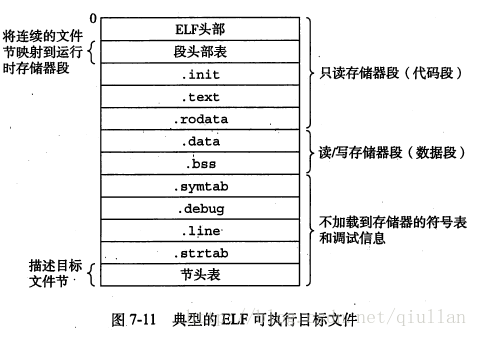 0
将连续的文件
节映射到运行
时存储器段
ELF头部
段头部表
.init
.text
.rodata
.data
.bss
.symtab
.debug
.line
.strtab
节头表
只读存储器段(代码段)
读/写存储器段(数据段)
不加载到存储器的符号表
和调试信息
描述目标
文件节
图 7-11 典型的 ELF 可执行目标文件
net/qiullan